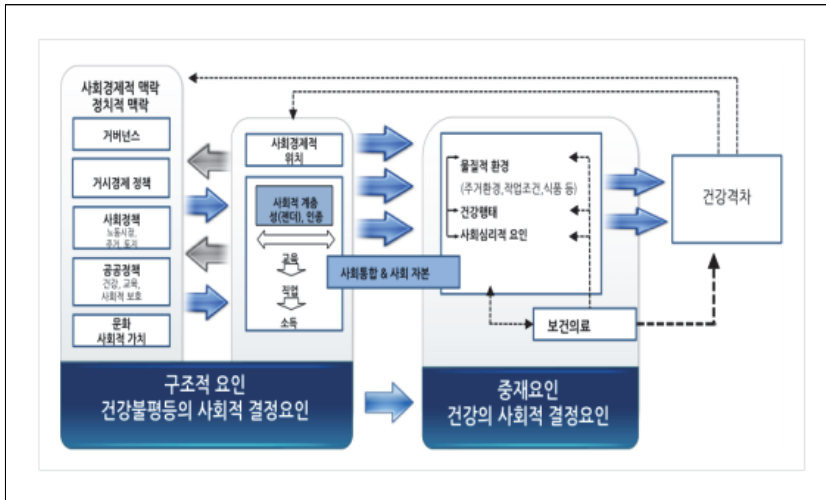 사회경제적 맥락
정치적 맥락
거버넌스
거시경제 정책
사회정책
노동시장,
주거, 토지
공공정책
건강, 교육,
사회적 보호
문화
사회적 가치
사회경제적
위치
사회적 계층
성(젠더), 인종
교육
직업
소득
사회통합 & 사회 자본
물질적 환경
(주거환경,작업조건,식품 등)
건강행태
사회심리적 요인
보건의료
건강격차
구조적 요인
건강불평등의 사회적 결정요인
중재요인
건강의 사회적 결정요인